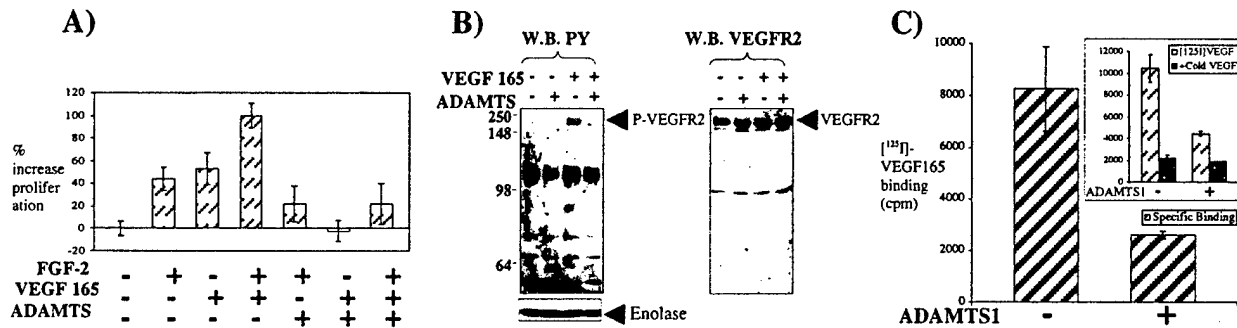 A)
120
100
80
60
40
20
0
-20
%
increase
prolifer
ation
FGF-2 - + - + + - +
VEGF 165 - - + + - + +
ADAMTS - - - - + + +
B)
W.B. PY
W.B. VEGFR2
VEGF 165 - - + + - - + +
ADAMTS - + - + - + - +
250
148
98
64
P-VEGFR2
VEGFR2
Enolase
C)
10000
8000
6000
4000
2000
0
[125I]-
VEGF165
binding
(cpm)
12000
10000
8000
6000
4000
2000
0
[125I]VEGF
+Cold VEGF
ADAMTS1 - +
Specific Binding
ADAMTS1 - +